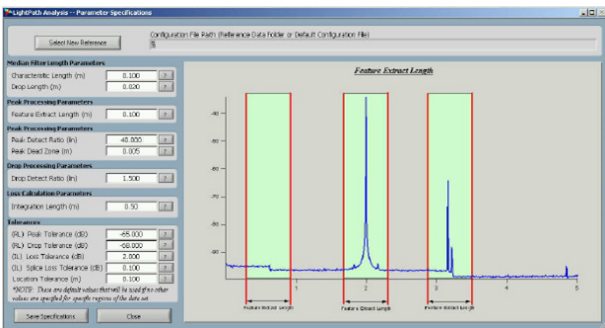 LightPath Analysis -- Parameter Specifications
Select New Reference
Configuration File Path (Reference Data Folder or Default Configuration File)
Median Filter Length Parameters
Characteristic Length (m) 0.100 ?
Drop Length (m) 0.020 ?
Peak Processing Parameters
Feature Extract Length (m) 0.100 ?
Peak Processing Parameters
Peak Detect Ratio (lin) 40.000 ?
Peak Dead Zone (m) 0.005 ?
Drop Processing Parameters
Drop Detect Ratio (lin) 1.500 ?
Loss Calculation Parameters
Integration Length (m) 0.50 ?
Tolerances
(RL) Peak Tolerance (dB) -65.000 ?
(RL) Drop Tolerance (dB) -68.000 ?
(IL) Loss Tolerance (dB) 2.000 ?
(IL) Splice Loss Tolerance (dB) 0.100 ?
Location Tolerance (m) 0.100 ?
*NOTE: These are default values that will be used if no other
values are specified for specific regions of the data set
Save Specifications
Close
Feature Extract Length
-40
-50
-60
-70
-80
-90
0 1 2 3 4 5
Feature Extract Length
Feature Extract Length
Feature Extract Length